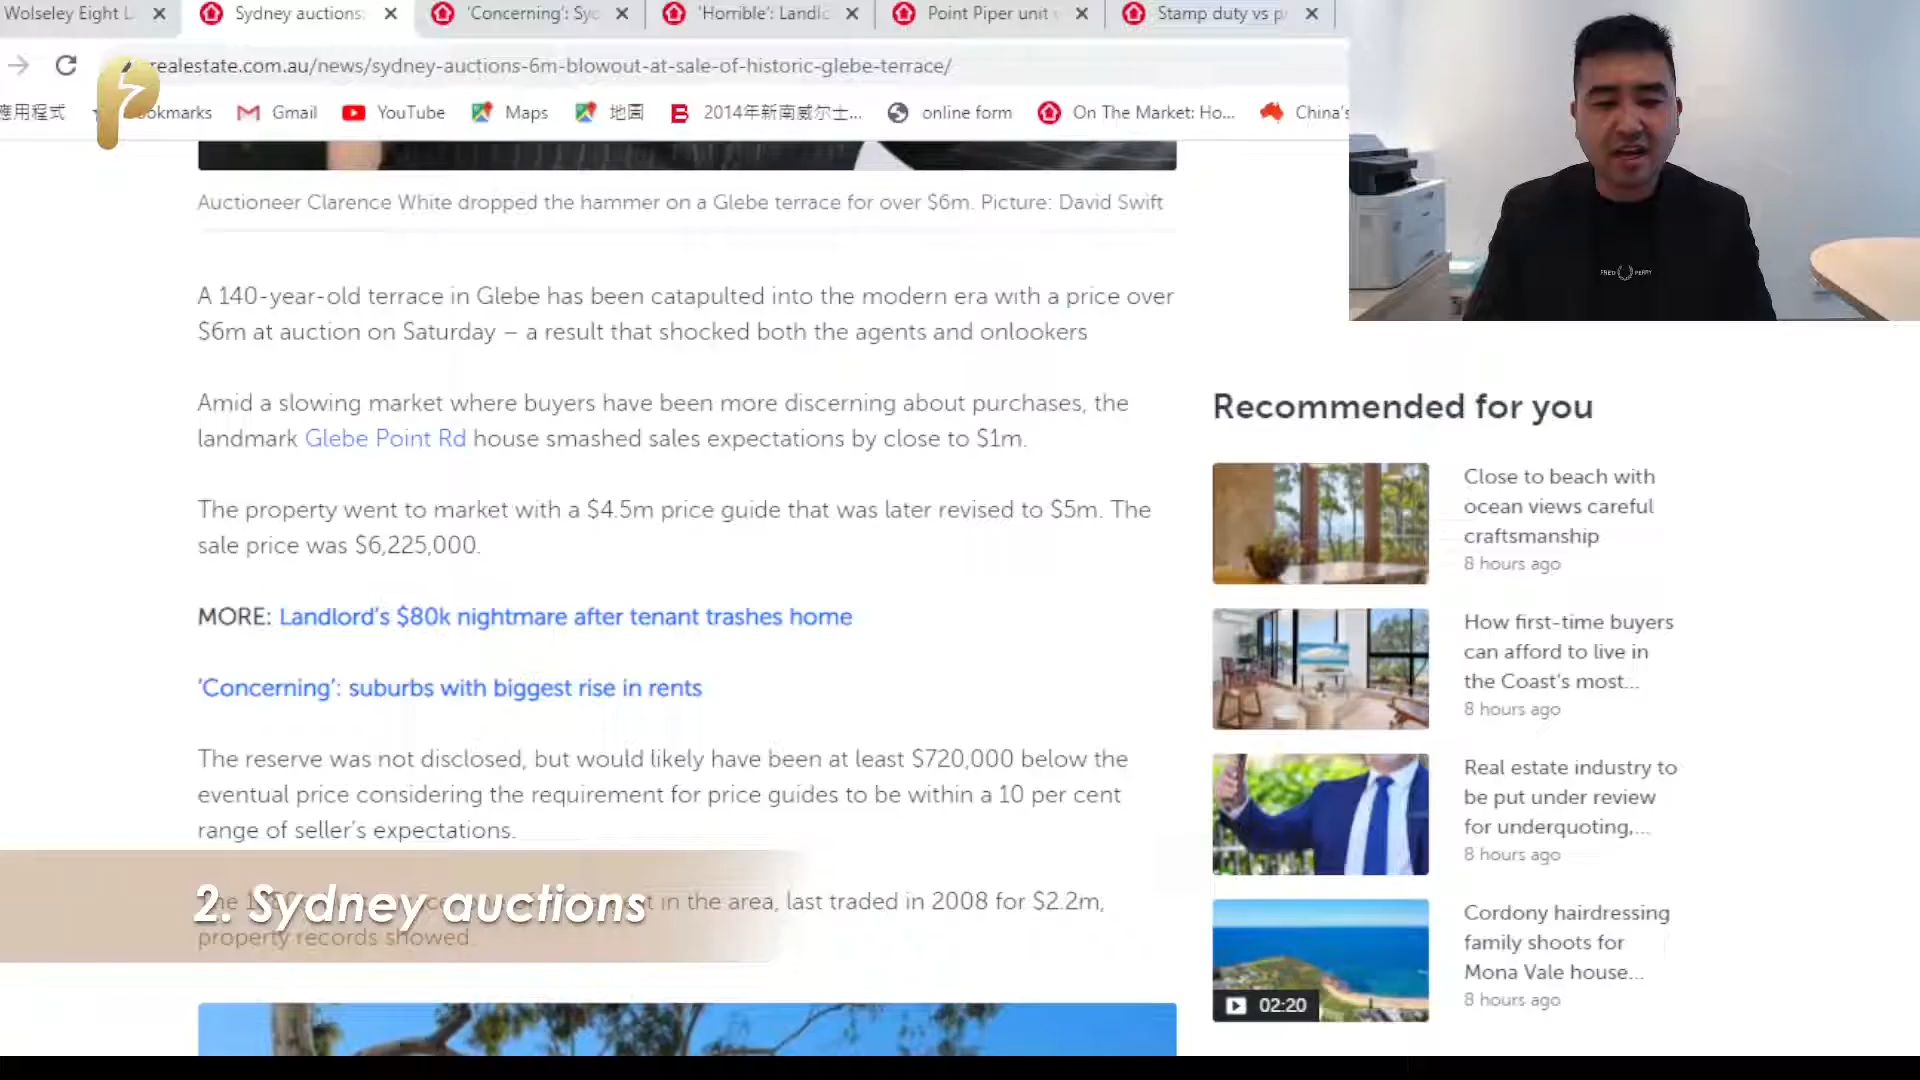 Wolseley Eight L
Sydney auctions:
'Concerning': Syd
'Horrible': Landlo
Point Piper unit
Stamp duty vs p
realestate.com.au/news/sydney-auctions-6m-blowout-at-sale-of-historic-glebe-terrace/
應用程式
okmarks
Gmail
YouTube
Maps
地圖
2014年新南威尔士...
online form
On The Market: Ho...
China's
FRED PERRY
Auctioneer Clarence White dropped the hammer on a Glebe terrace for over $6m. Picture: David Swift
A 140-year-old terrace in Glebe has been catapulted into the modern era with a price over
$6m at auction on Saturday – a result that shocked both the agents and onlookers
Amid a slowing market where buyers have been more discerning about purchases, the
landmark Glebe Point Rd house smashed sales expectations by close to $1m.
The property went to market with a $4.5m price guide that was later revised to $5m. The
sale price was $6,225,000.
MORE: Landlord's $80k nightmare after tenant trashes home
'Concerning': suburbs with biggest rise in rents
The reserve was not disclosed, but would likely have been at least $720,000 below the
eventual price considering the requirement for price guides to be within a 10 per cent
range of seller's expectations.
2. Sydney auctions
in the area, last traded in 2008 for $2.2m,
property records showed.
Recommended for you
Close to beach with
ocean views careful
craftsmanship
8 hours ago
How first-time buyers
can afford to live in
the Coast's most...
8 hours ago
Real estate industry to
be put under review
for underquoting,...
8 hours ago
Cordony hairdressing
family shoots for
Mona Vale house...
8 hours ago
02:20